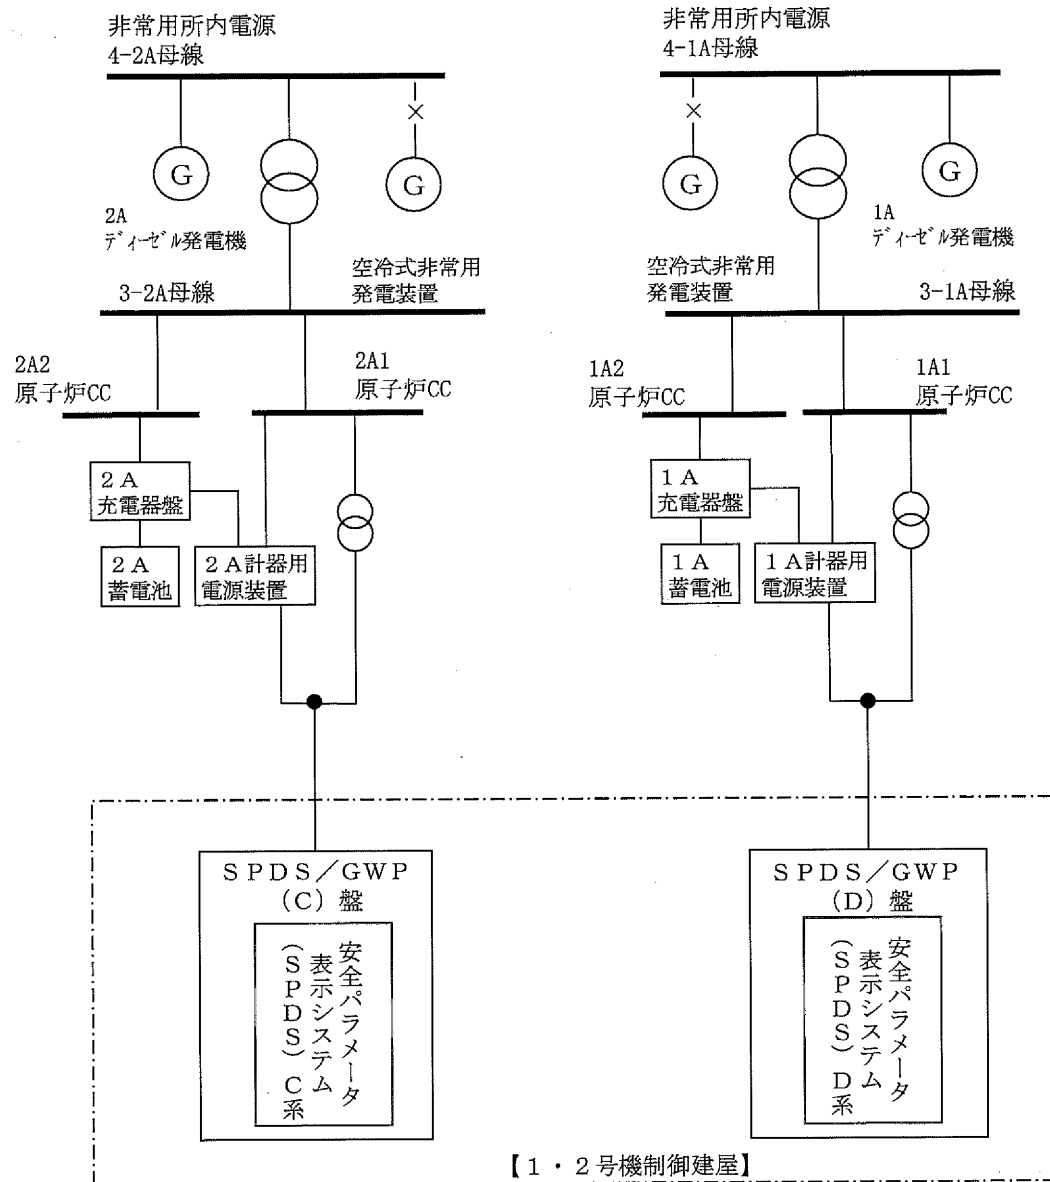 非常用所内電源
4-2A母線
×
G
G
2A
ディーゼル発電機
空冷式非常用
発電装置
3-2A母線
2A2
原子炉CC
2A1
原子炉CC
2A
充電器盤
2A
蓄電池
2A計器用
電源装置
SPDS/GWP
(C)盤
安全パラメータ
表示システム
(SPDS)C系
非常用所内電源
4-1A母線
×
G
G
1A
ディーゼル発電機
空冷式非常用
発電装置
3-1A母線
1A2
原子炉CC
1A1
原子炉CC
1A
充電器盤
1A
蓄電池
1A計器用
電源装置
SPDS/GWP
(D)盤
安全パラメータ
表示システム
(SPDS)D系
【1・2号機制御建屋】